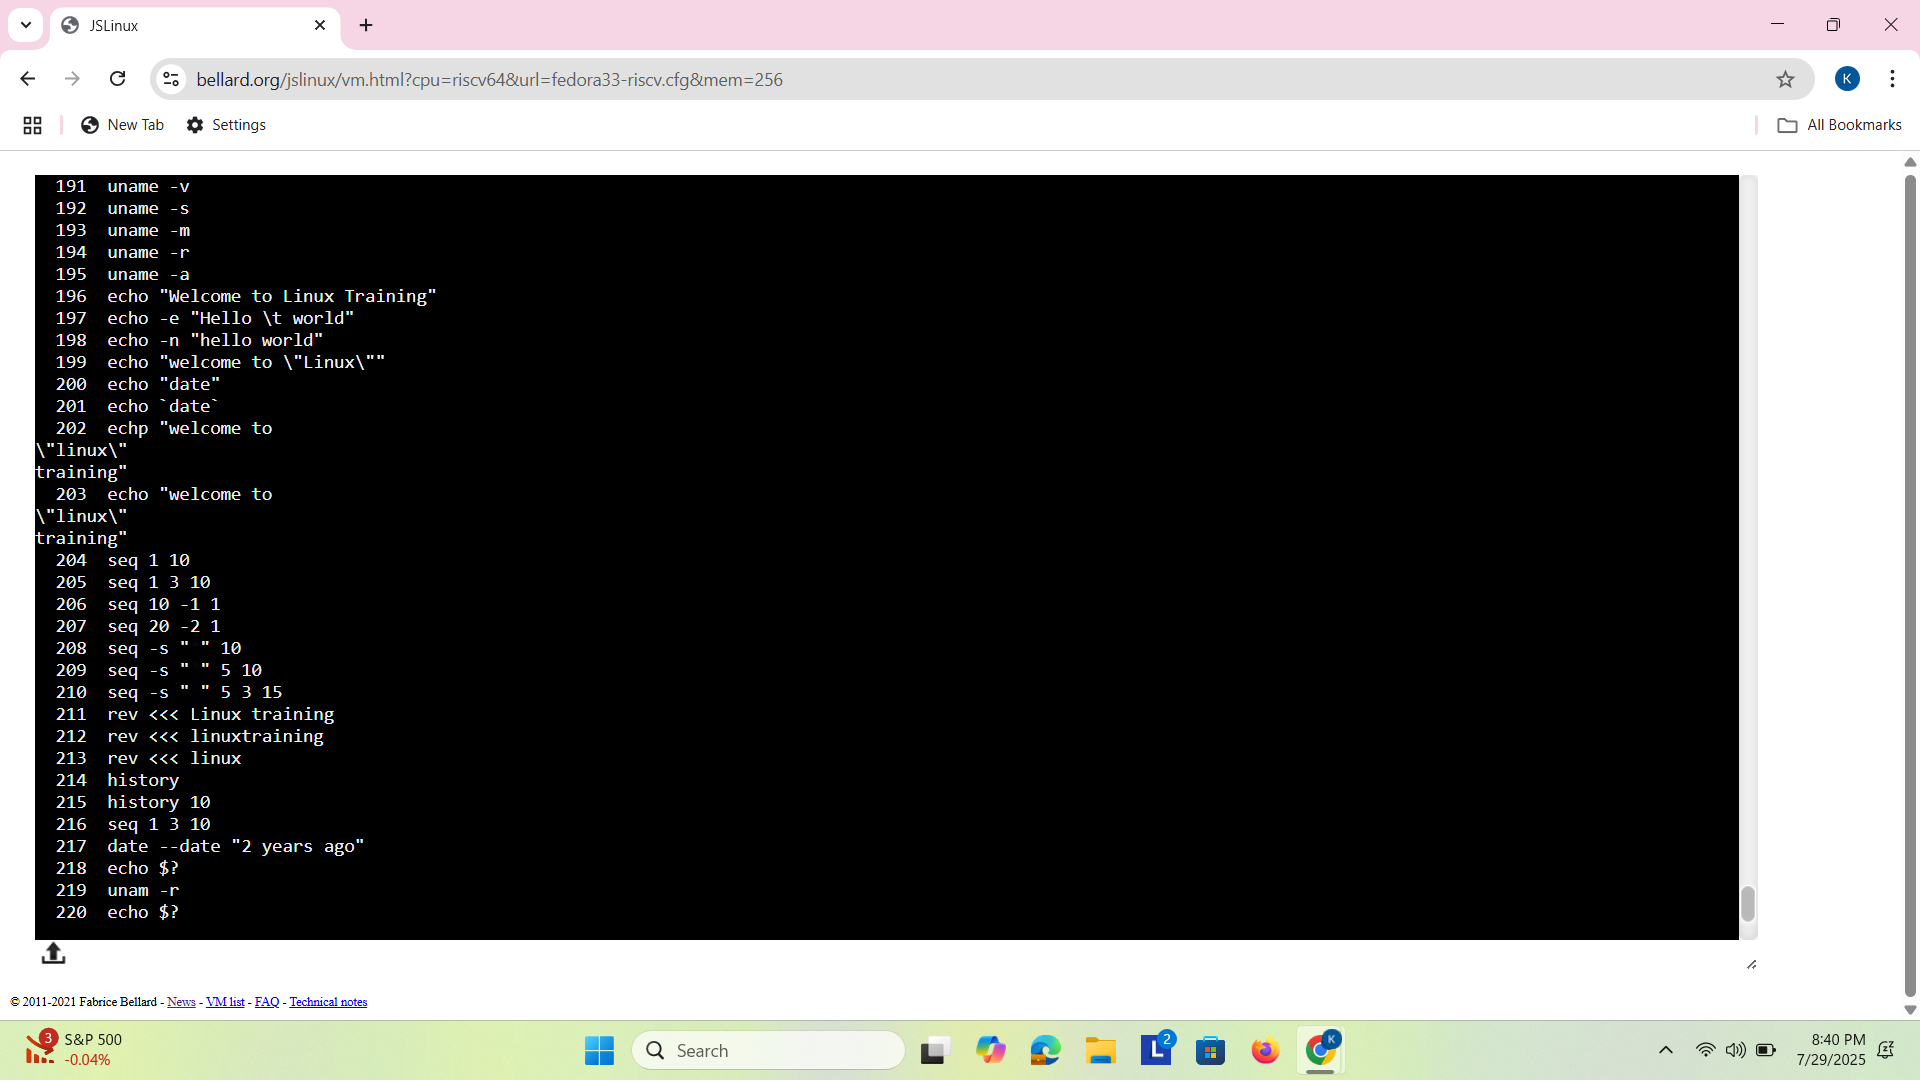 JSLinux
bellard.org/jslinux/vm.html?cpu=riscv64&url=fedora33-riscv.cfg&mem=256
K
New Tab
Settings
All Bookmarks
191 uname -v
192 uname -s
193 uname -m
194 uname -r
195 uname -a
196 echo "Welcome to Linux Training"
197 echo -e "Hello \t world"
198 echo -n "hello world"
199 echo "welcome to \"Linux\""
200 echo "date"
201 echo `date`
202 echp "welcome to
\"linux\"
training"
203 echo "welcome to
\"linux\"
training"
204 seq 1 10
205 seq 1 3 10
206 seq 10 -1 1
207 seq 20 -2 1
208 seq -s " " 10
209 seq -s " " 5 10
210 seq -s " " 5 3 15
211 rev <<< Linux training
212 rev <<< linuxtraining
213 rev <<< linux
214 history
215 history 10
216 seq 1 3 10
217 date --date "2 years ago"
218 echo $?
219 unam -r
220 echo $?
© 2011-2021 Fabrice Bellard - News - VM list - FAQ - Technical notes
3
S&P 500
-0.04%
Search
L
2
K
8:40 PM
7/29/2025